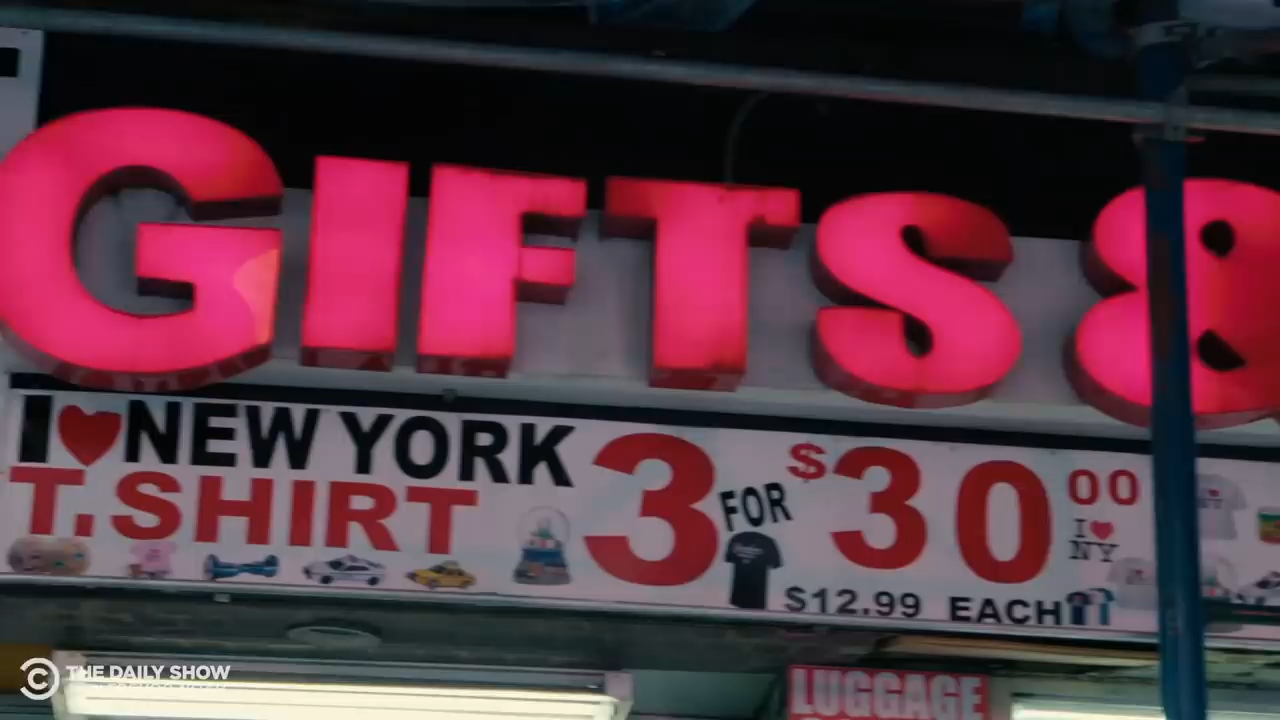 GIFTS &
I ♥ NEW YORK
T.SHIRT
3 FOR $30 00
I ♥
NY
$12.99 EACH
LUGGAGE
THE DAILY SHOW